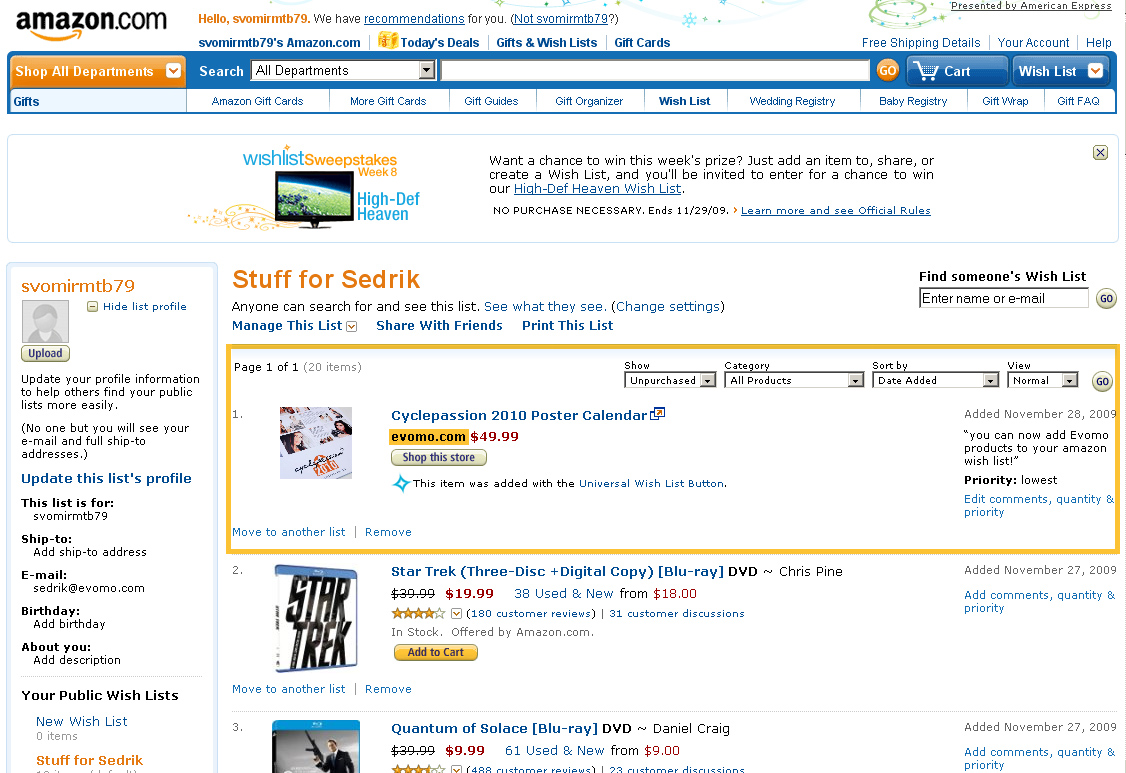 amazon.com
Hello, svomirmtb79. We have recommendations for you. (Not svomirmtb79?)
Presented by American Express
svomirmtb79's Amazon.com
Today's Deals
Gifts & Wish Lists
Gift Cards
Free Shipping Details
Your Account
Help
Shop All Departments
Search
All Departments
GO
Cart
Wish List
Gifts
Amazon Gift Cards
More Gift Cards
Gift Guides
Gift Organizer
Wish List
Wedding Registry
Baby Registry
Gift Wrap
Gift FAQ
wishlist Sweepstakes
Week 8
High-Def
Heaven
Want a chance to win this week's prize? Just add an item to, share, or
create a Wish List, and you'll be invited to enter for a chance to win
our High-Def Heaven Wish List.
NO PURCHASE NECESSARY. Ends 11/29/09. › Learn more and see Official Rules
svomirmtb79
Hide list profile
Upload
Update your profile information
to help others find your public
lists more easily.
(No one but you will see your
e-mail and full ship-to
addresses.)
Update this list's profile
This list is for:
svomirmtb79
Ship-to:
Add ship-to address
E-mail:
sedrik@evomo.com
Birthday:
Add birthday
About you:
Add description
Your Public Wish Lists
New Wish List
0 items
Stuff for Sedrik
Stuff for Sedrik
Anyone can search for and see this list. See what they see. (Change settings)
Manage This List
Share With Friends
Print This List
Find someone's Wish List
Enter name or e-mail
GO
Page 1 of 1 (20 items)
Show
Unpurchased
Category
All Products
Sort by
Date Added
View
Normal
GO
1.
cyclepassion
2010
Cyclepassion 2010 Poster Calendar
evomo.com $49.99
Shop this store
This item was added with the Universal Wish List Button.
Move to another list | Remove
Added November 28, 2009
"you can now add Evomo
products to your amazon
wish list!"
Priority: lowest
Edit comments, quantity &
priority
2.
STAR
TREK
Star Trek (Three-Disc +Digital Copy) [Blu-ray] DVD ~ Chris Pine
$39.99 $19.99 38 Used & New from $18.00
(180 customer reviews) | 31 customer discussions
In Stock. Offered by Amazon.com.
Add to Cart
Move to another list | Remove
Added November 27, 2009
Add comments, quantity &
priority
3.
Quantum of Solace [Blu-ray] DVD ~ Daniel Craig
$39.99 $9.99 61 Used & New from $9.00
(488 customer reviews) | 23 customer discussions
Added November 27, 2009
Add comments, quantity &
priority